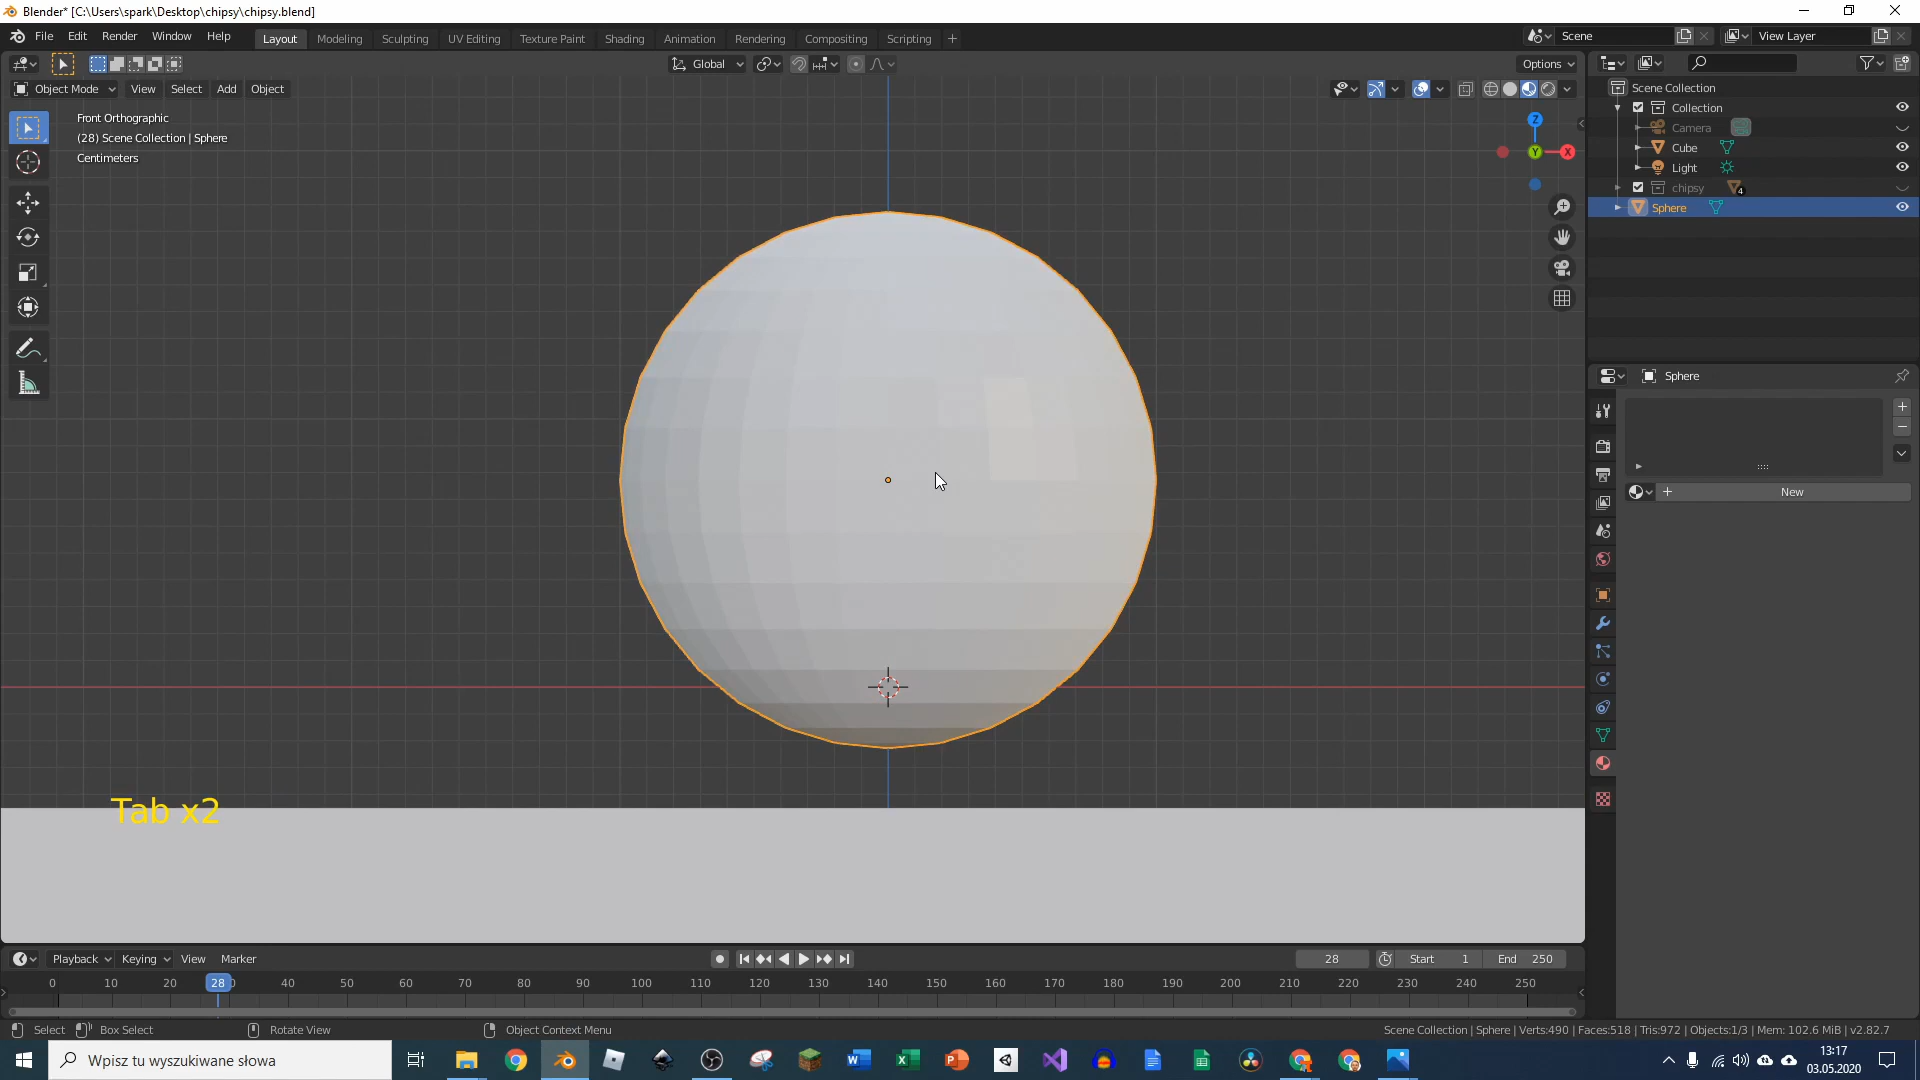 Blender* [C:\Users\spark\Desktop\chipsy\chipsy.blend]
File Edit Render Window Help
Layout Modeling Sculpting UV Editing Texture Paint Shading Animation Rendering Compositing Scripting +
Scene
View Layer
Global
Options
Object Mode View Select Add Object
Front Orthographic
(28) Scene Collection | Sphere
Centimeters
Z
Y
X
Scene Collection
Collection
Camera
Cube
Light
chipsy
4
Sphere
Sphere
New
Tab x2
Playback Keying View Marker
28
Start 1
End 250
0 10 20 28 40 50 60 70 80 90 100 110 120 130 140 150 160 170 180 190 200 210 220 230 240 250
Select
Box Select
Rotate View
Object Context Menu
Scene Collection | Sphere | Verts:490 | Faces:518 | Tris:972 | Objects:1/3 | Mem: 102.6 MiB | v2.82.7
Wpisz tu wyszukiwane słowa
13:17
03.05.2020